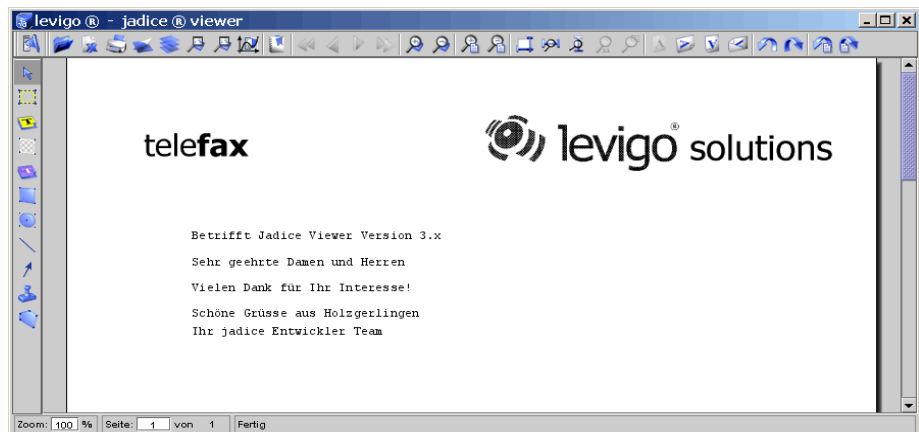 levigo ® - jadice ® viewer
telefax
levigo® solutions
Betrifft Jadice Viewer Version 3.x
Sehr geehrte Damen und Herren
Vielen Dank für Ihr Interesse!
Schöne Grüsse aus Holzgerlingen
Ihr jadice Entwickler Team
Zoom: 100 % Seite: 1 von 1 Fertig